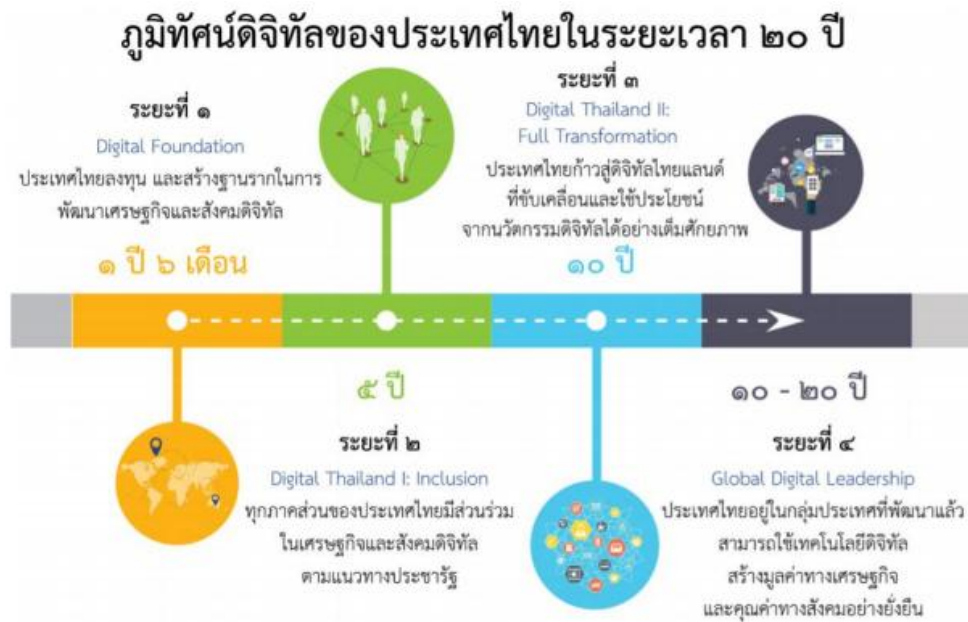 ภูมิทัศน์ดิจิทัลของประเทศไทยในระยะเวลา ๒๐ ปี
ระยะที่ ๑
Digital Foundation
ประเทศไทยลงทุน และสร้างฐานรากในการ
พัฒนาเศรษฐกิจและสังคมดิจิทัล
๑ ปี ๖ เดือน
ระยะที่ ๓
Digital Thailand II:
Full Transformation
ประเทศไทยก้าวสู่ดิจิทัลไทยแลนด์
ที่ขับเคลื่อนและใช้ประโยชน์
จากนวัตกรรมดิจิทัลได้อย่างเต็มศักยภาพ
๑๐ ปี
๕ ปี
ระยะที่ ๒
Digital Thailand I: Inclusion
ทุกภาคส่วนของประเทศไทยมีส่วนร่วม
ในเศรษฐกิจและสังคมดิจิทัล
ตามแนวทางประชารัฐ
๑๐ - ๒๐ ปี
ระยะที่ ๔
Global Digital Leadership
ประเทศไทยอยู่ในกลุ่มประเทศที่พัฒนาแล้ว
สามารถใช้เทคโนโลยีดิจิทัล
สร้างมูลค่าทางเศรษฐกิจ
และคุณค่าทางสังคมอย่างยั่งยืน